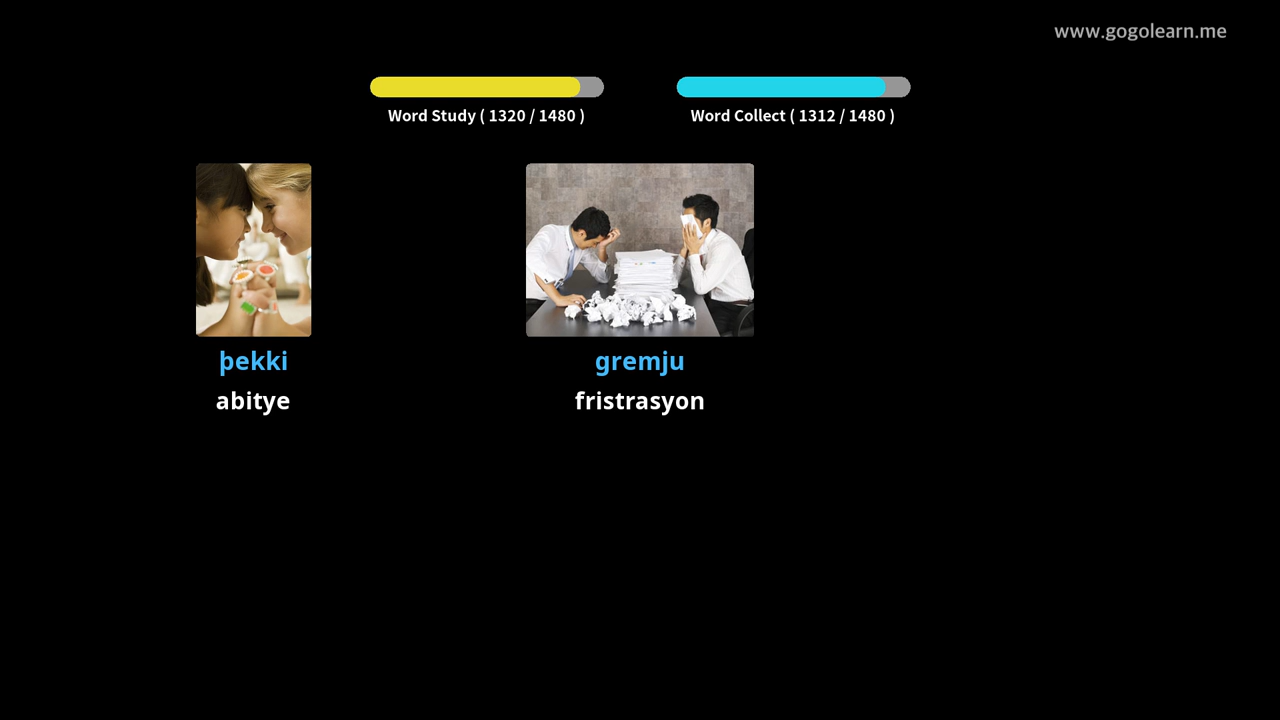 www.gogolearn.me
Word Study ( 1320 / 1480 )
Word Collect ( 1312 / 1480 )
þekki
abitye
gremju
fristrasyon